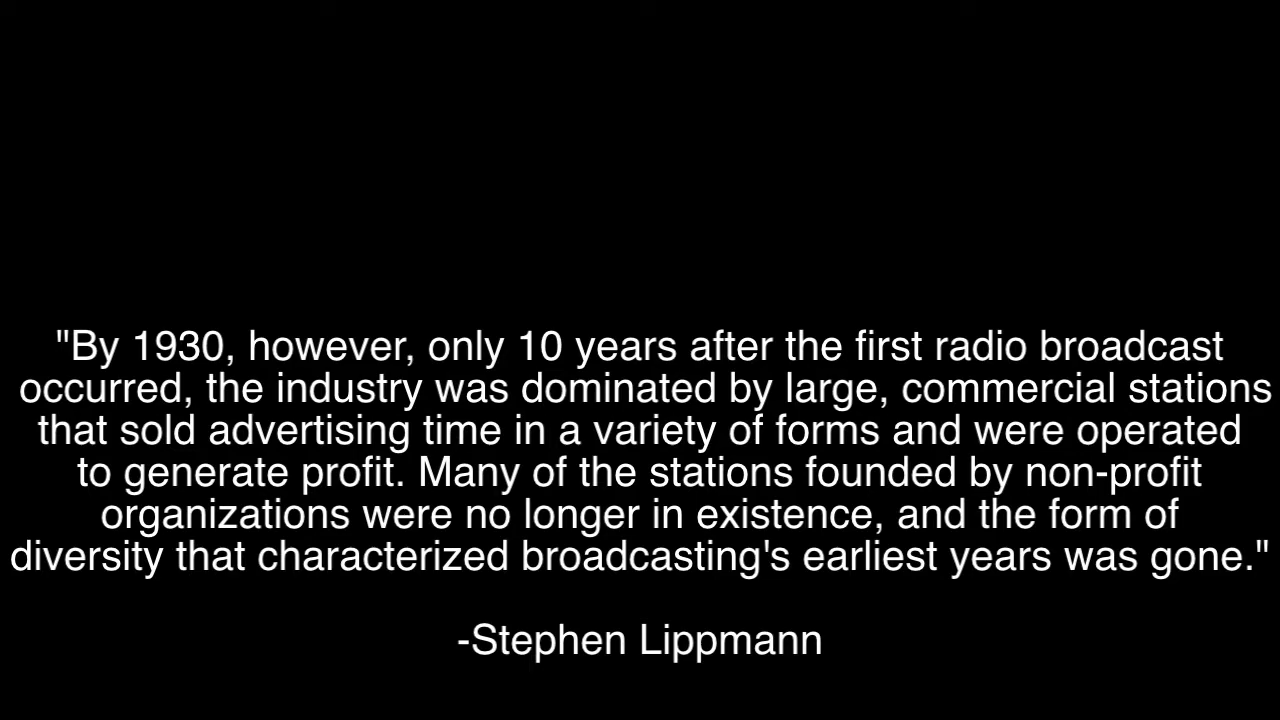 "By 1930, however, only 10 years after the first radio broadcast
occurred, the industry was dominated by large, commercial stations
that sold advertising time in a variety of forms and were operated
to generate profit. Many of the stations founded by non-profit
organizations were no longer in existence, and the form of
diversity that characterized broadcasting's earliest years was gone."
-Stephen Lippmann